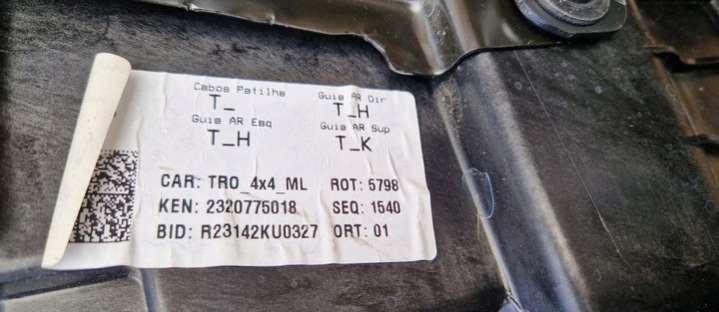 Cabos Patilha Guia AR Dir
T_ T_H
Guia AR Esq Guia AR Sup
T_H T_K
CAR: TRO_4x4_ML ROT: 5798
KEN: 2320775018 SEQ: 1540
BID: R23142KU0327 ORT: 01